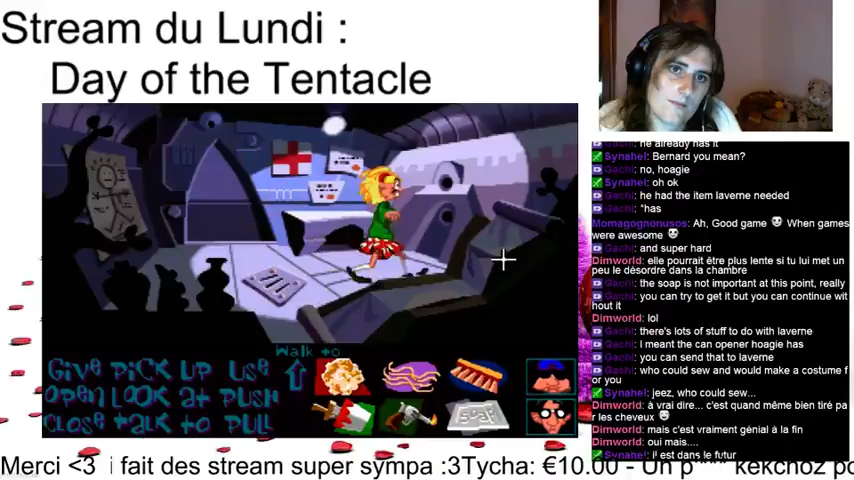 Stream du Lundi :
Day of the Tentacle
Gachi: he already has it
Synahel: Bernard you mean?
Gachi: no, hoagie
Synahel: oh ok
Gachi: he had the item laverne needed
Gachi: *has
Momagognonusos: Ah, Good game When games
were awesome
Gachi: and super hard
Dimworld: elle pourrait être plus lente si tu lui met un
peu le désordre dans la chambre
Gachi: the soap is not important at this point, really
Gachi: you can try to get it but you can continue wit
hout it
Dimworld: lol
Gachi: there's lots of stuff to do with laverne
Gachi: I meant the can opener hoagie has
Gachi: you can send that to laverne
Gachi: who could sew and would make a costume f
or you
Synahel: jeez, who could sew...
Dimworld: à vrai dire... c'est quand même bien tiré pa
r les cheveux
Dimworld: mais c'est vraiment génial à la fin
Dimworld: oui mais....
Synahel: il est dans le futur
Walk to
Give Pick up Use
Open Look at Push
Close Talk to Pull
SOAP
Merci <3 i fait des stream super sympa :3Tycha: €10.00 - Un p**** kekchoz po